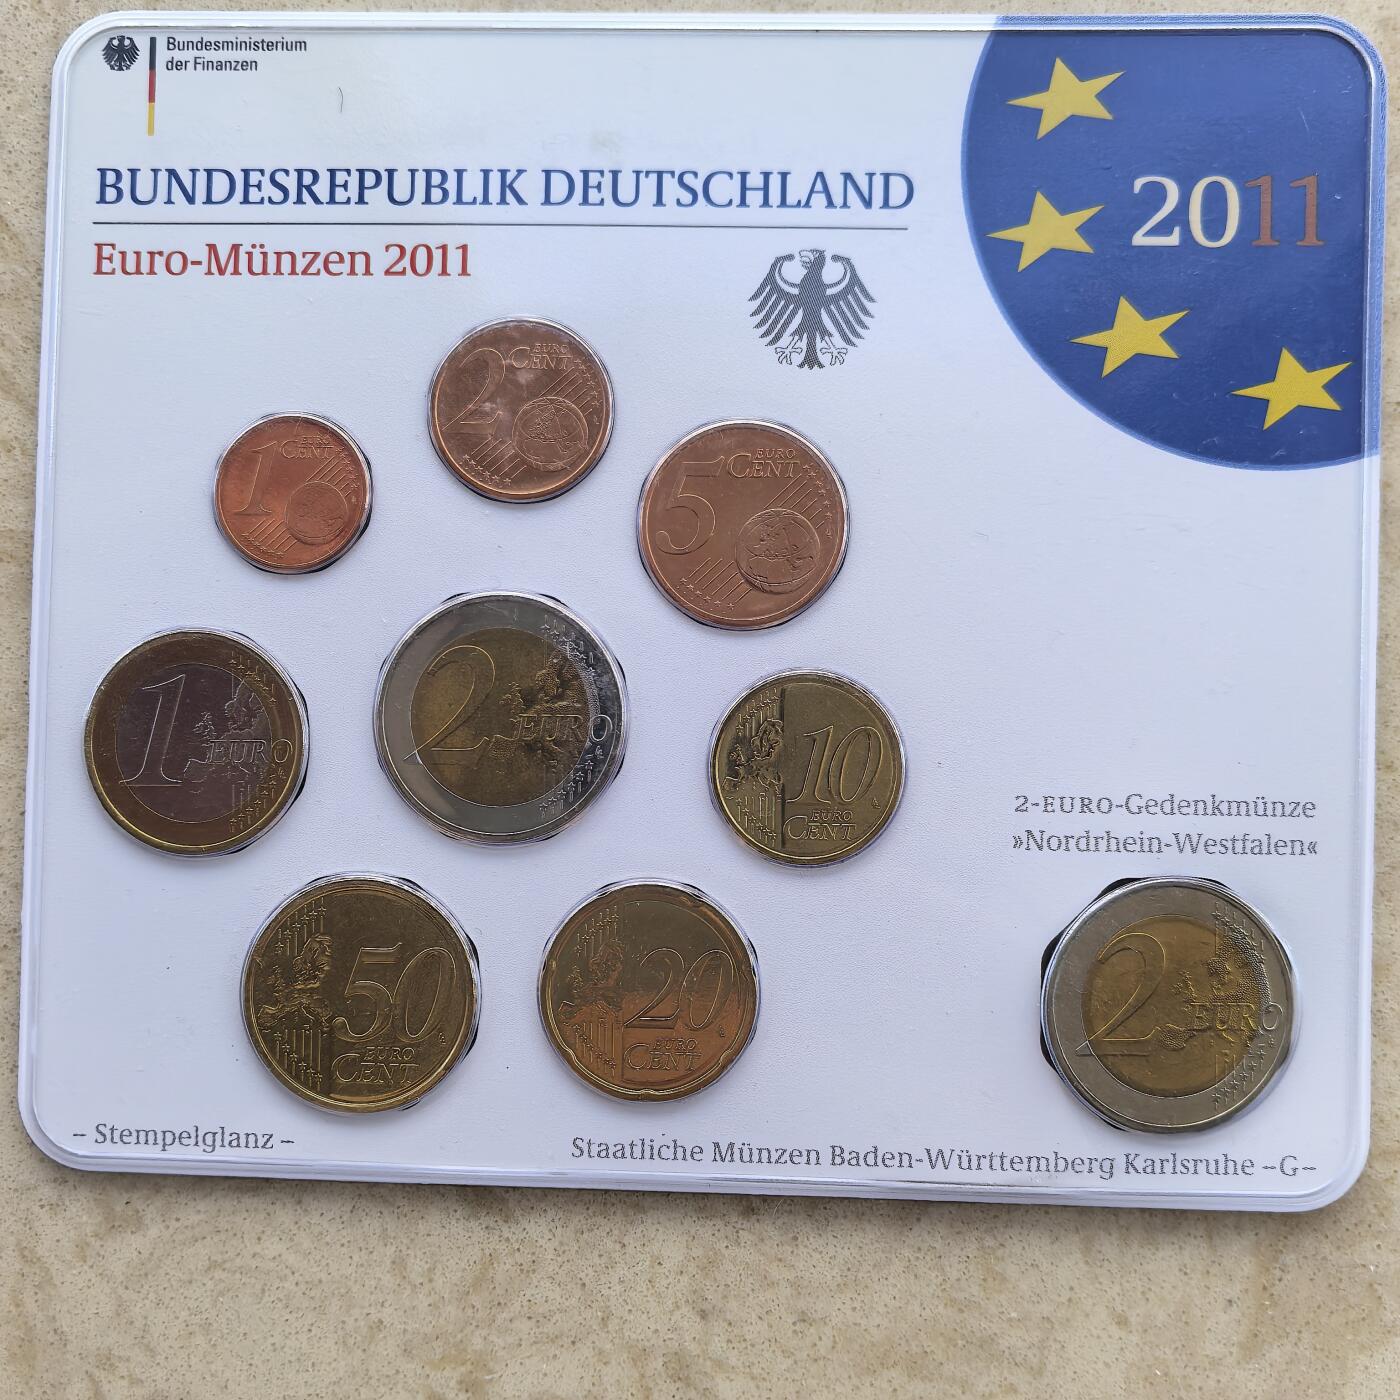 Bundesministerium
der Finanzen
BUNDESREPUBLIK DEUTSCHLAND
Euro-Münzen 2011
2011
2 EURO
CENT
1 EURO
CENT
5 EURO
CENT
1 EURO
2 EURO
10
EURO
CENT
2-EURO-Gedenkmünze
»Nordrhein-Westfalen«
50
EURO
CENT
20
EURO
CENT
2 EURO
– Stempelglanz –
Staatliche Münzen Baden-Württemberg Karlsruhe –G–